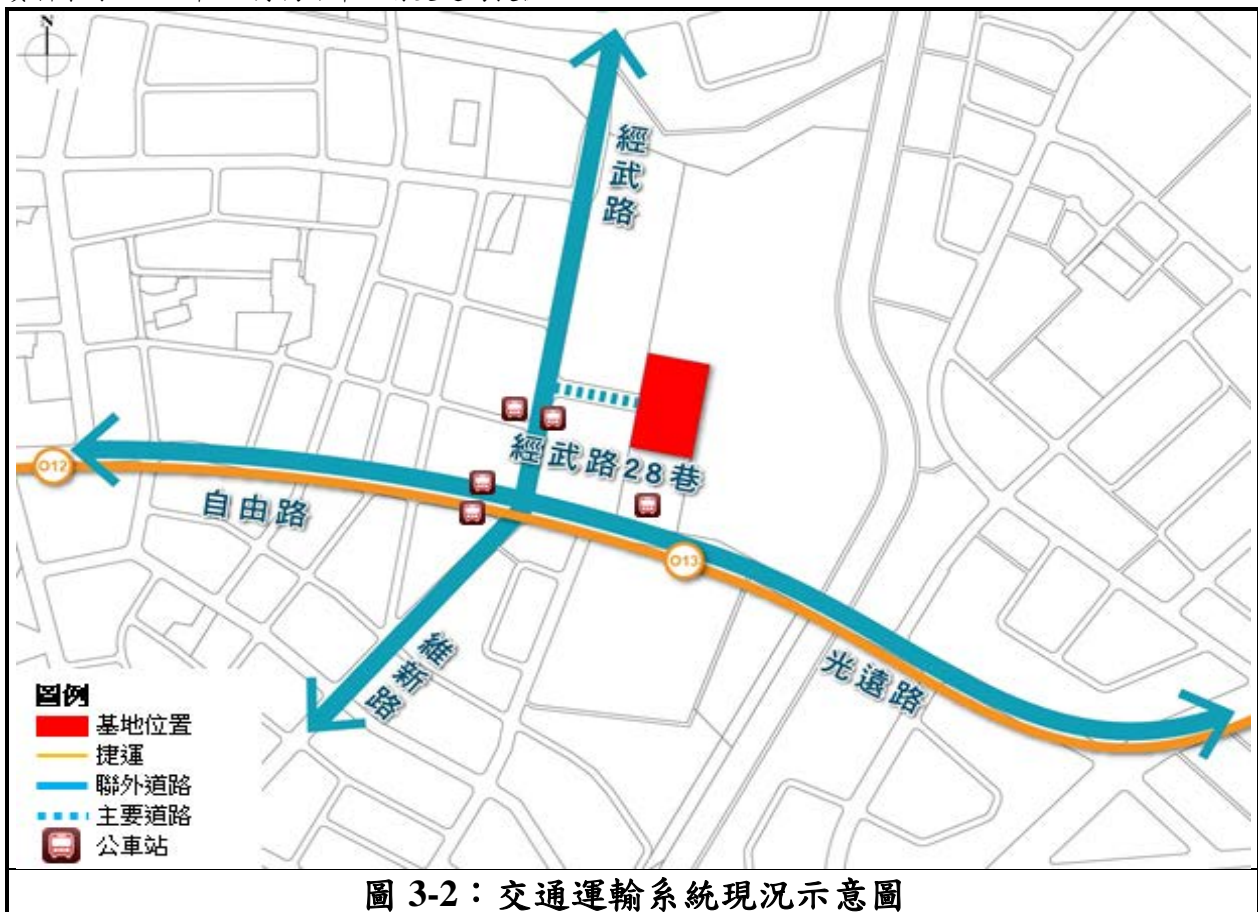 N
經武路
經武路28巷
O12
自由路
O13
維新路
光遠路
圖例
基地位置
捷運
聯外道路
主要道路
公車站
圖 3-2：交通運輸系統現況示意圖